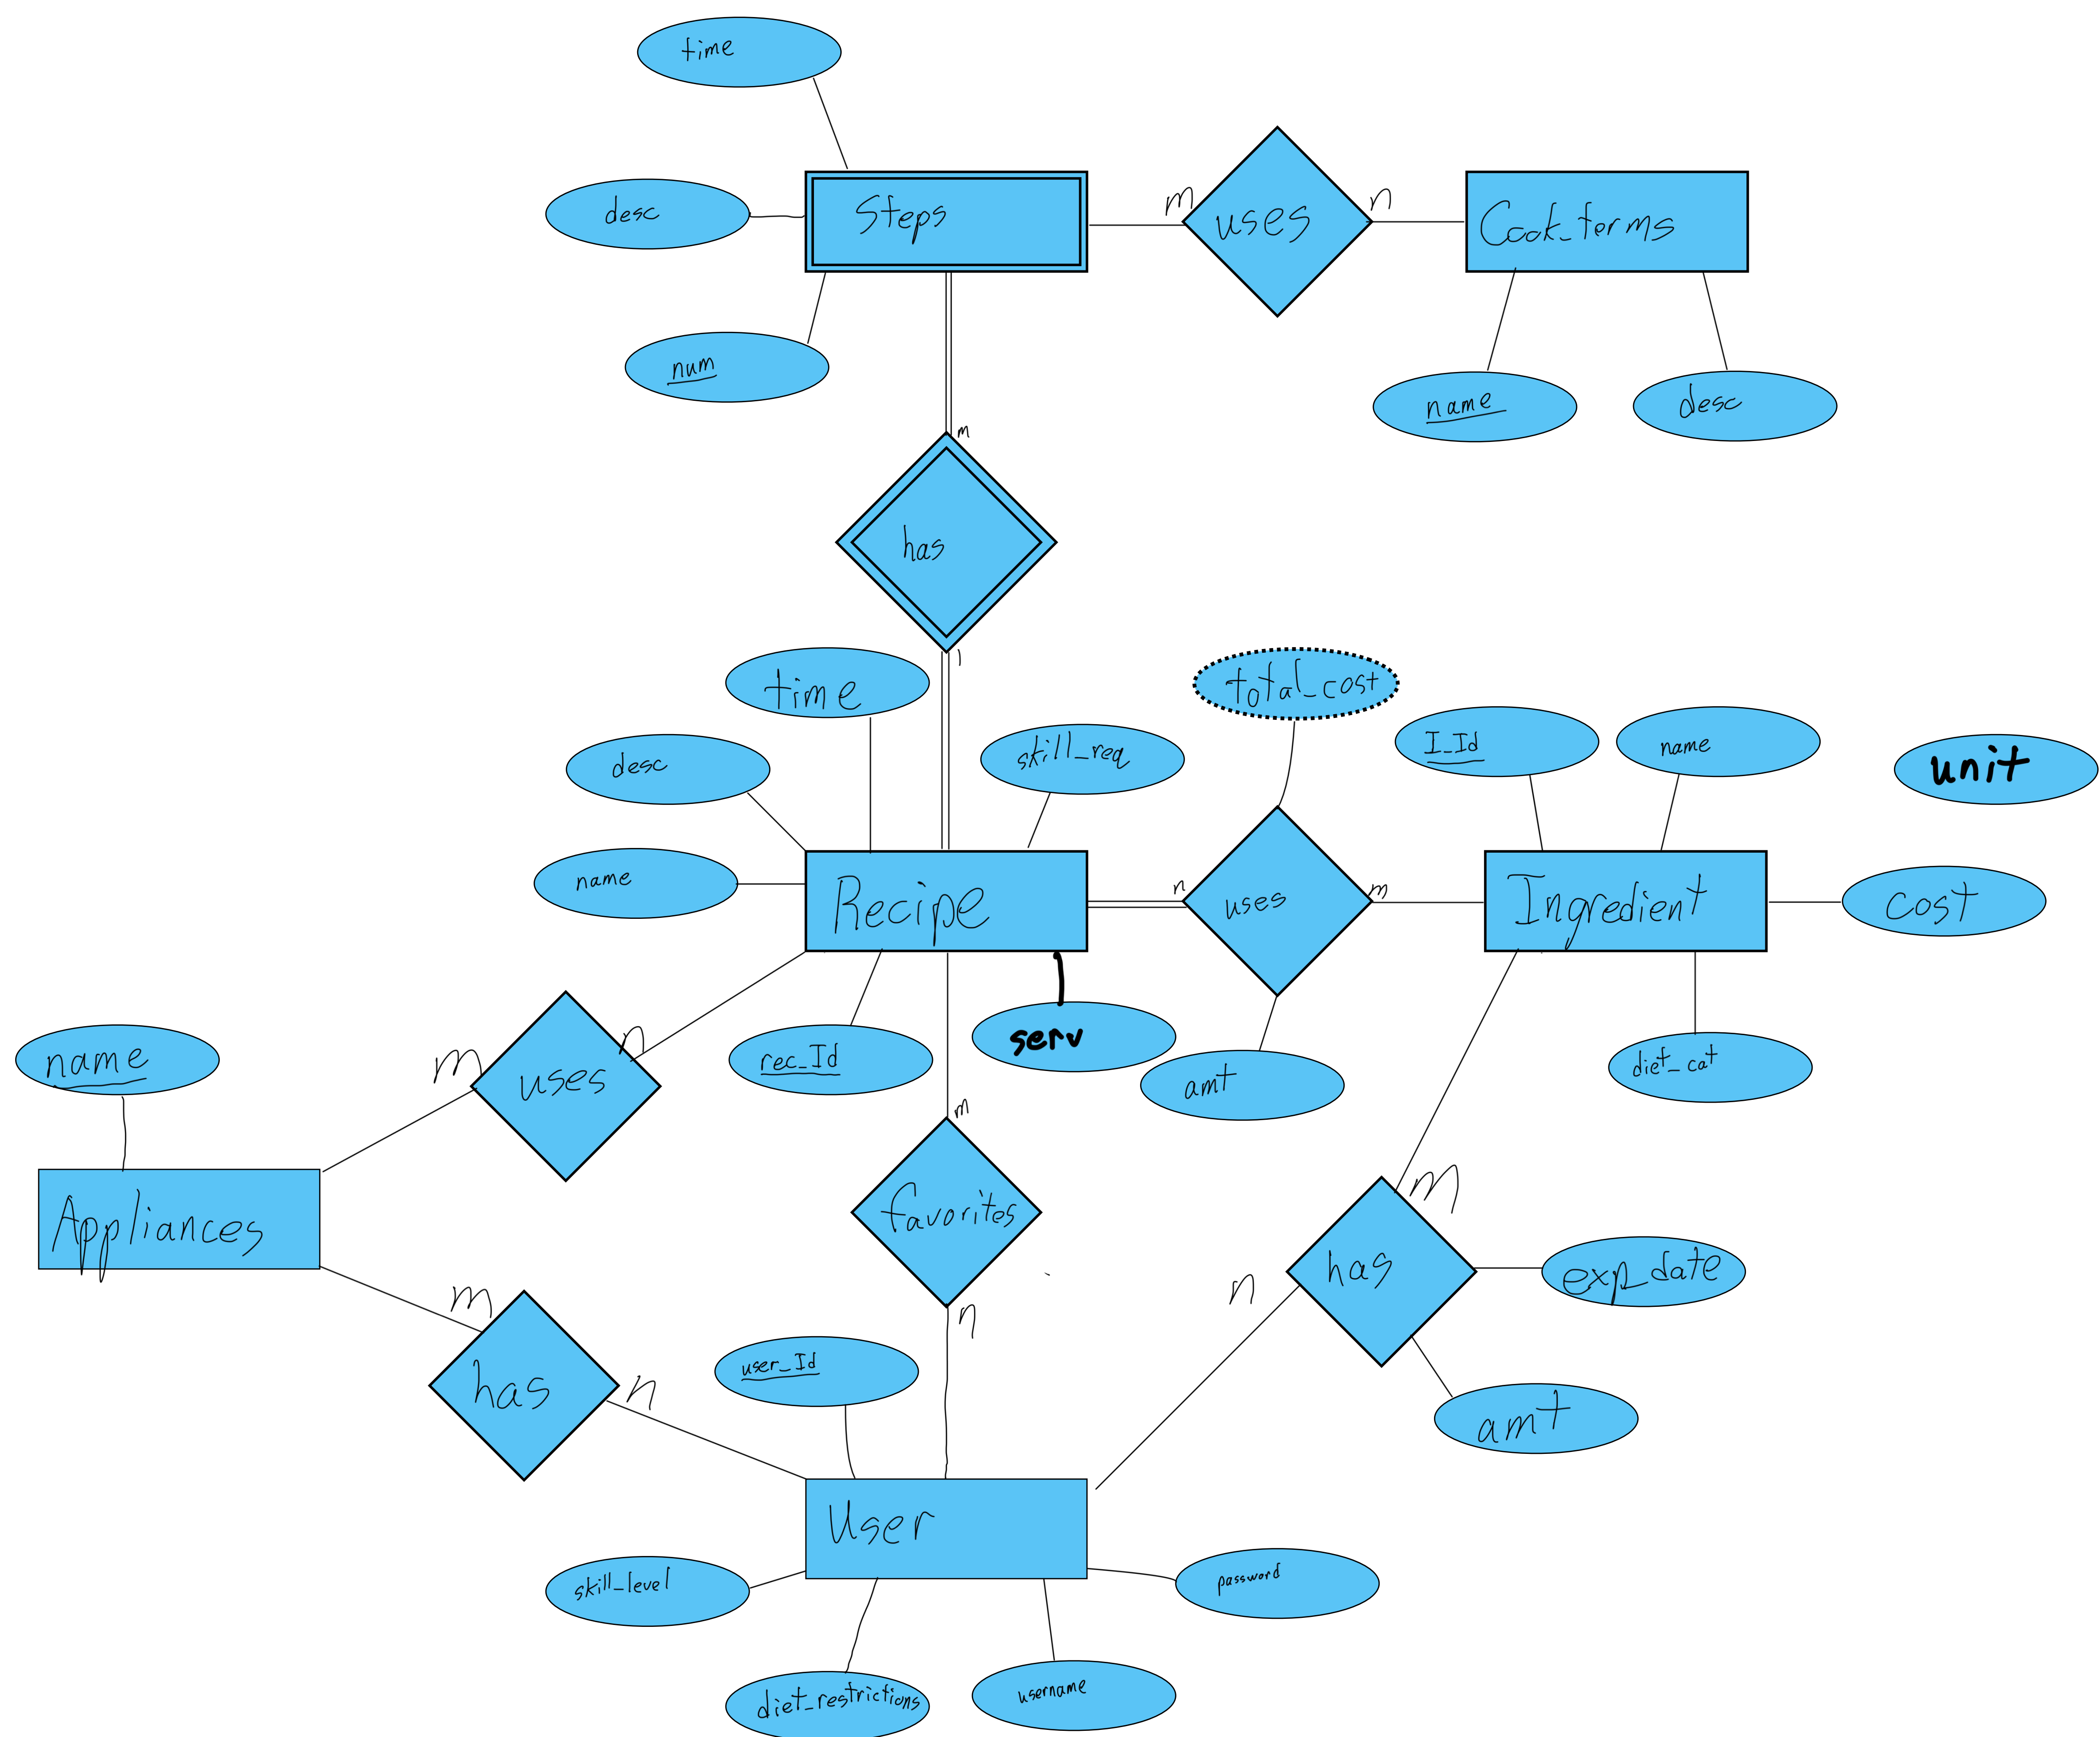 time
desc
Steps
m
uses
n
Cook_terms
num
name
desc
m
has
1
time
total_cost
desc
skill_req
I_Id
name
unit
name
Recipe
n
uses
m
Ingredient
cost
rec_Id
serv
amt
diet_cat
name
m
uses
n
m
Appliances
favorites
m
has
exp_date
m
n
n
amt
has
n
user_Id
User
skill_level
password
diet_restrictions
username